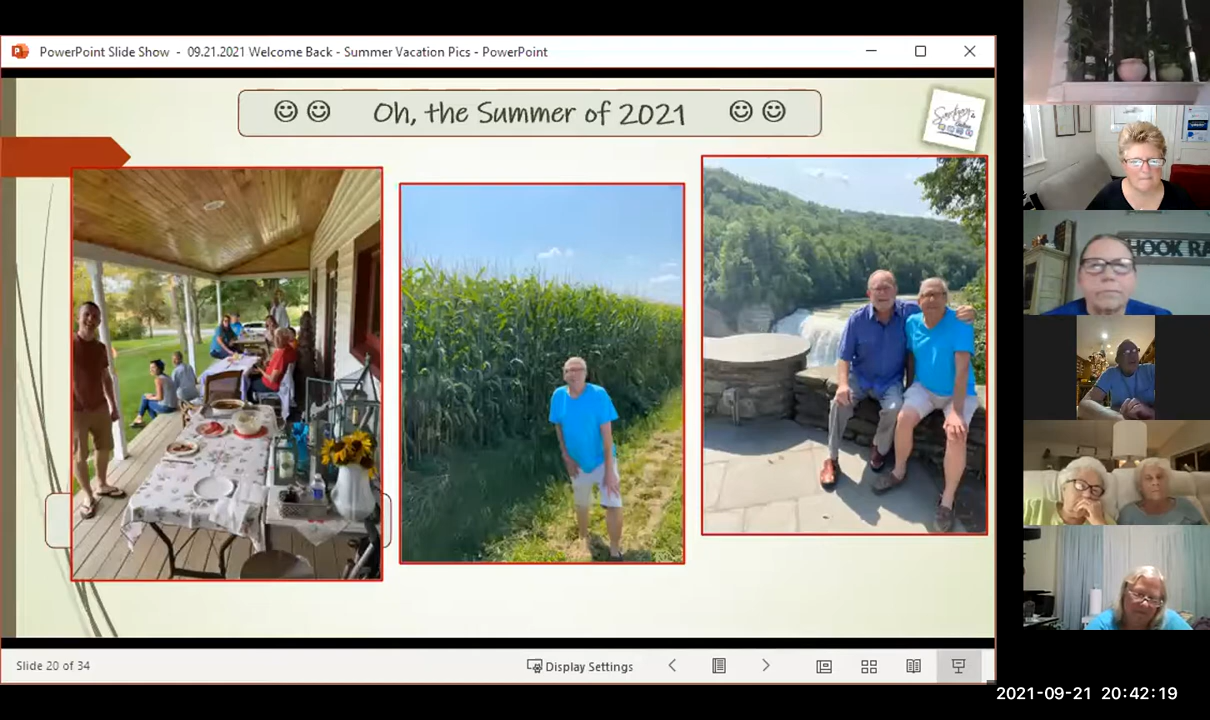 PowerPoint Slide Show - 09.21.2021 Welcome Back - Summer Vacation Pics - PowerPoint
Oh, the Summer of 2021
HOOK RA
Slide 20 of 34
Display Settings
2021-09-21 20:42:19